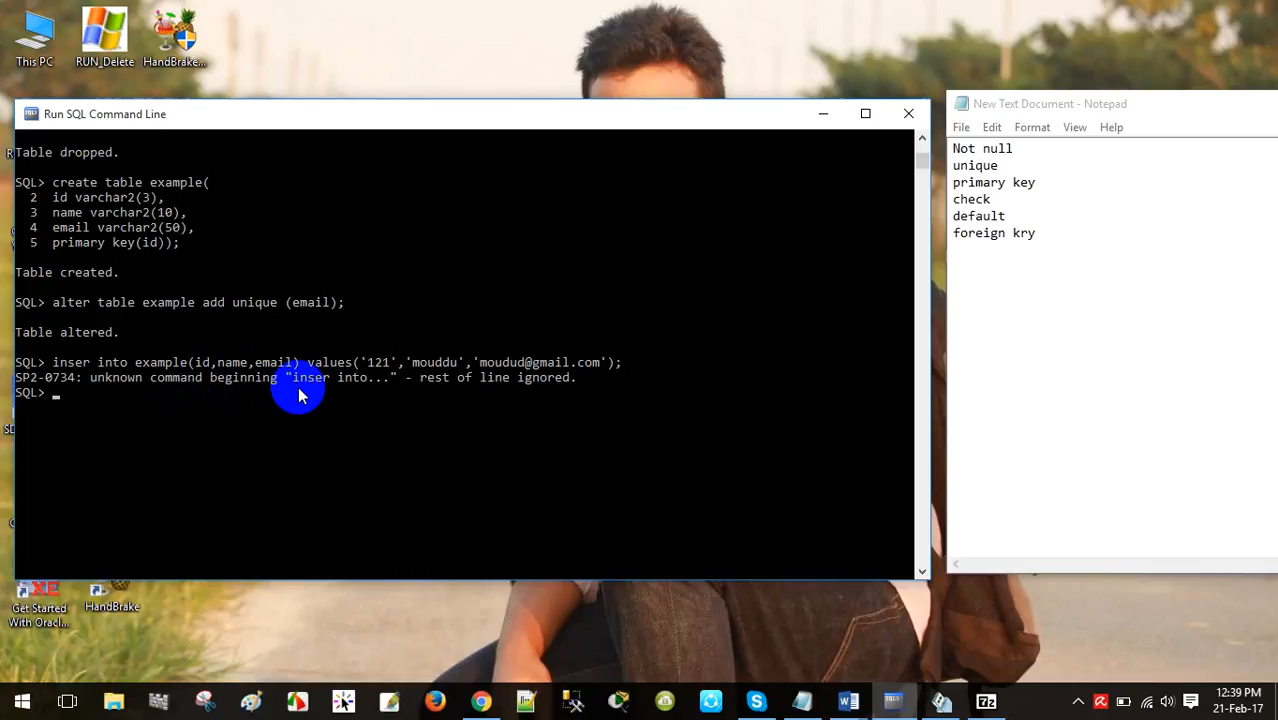 This PC
RUN_Delete
HandBrake...
Run SQL Command Line
Table dropped.
SQL> create table example(
2 id varchar2(3),
3 name varchar2(10),
4 email varchar2(50),
5 primary key(id));
Table created.
SQL> alter table example add unique (email);
Table altered.
SQL> inser into example(id,name,email) values('121','mouddu','moudud@gmail.com');
SP2-0734: unknown command beginning "inser into..." - rest of line ignored.
SQL>
New Text Document - Notepad
File Edit Format View Help
Not null
unique
primary key
check
default
foreign kry
Get Started
With Oracl...
HandBrake
12:39 PM
21-Feb-17